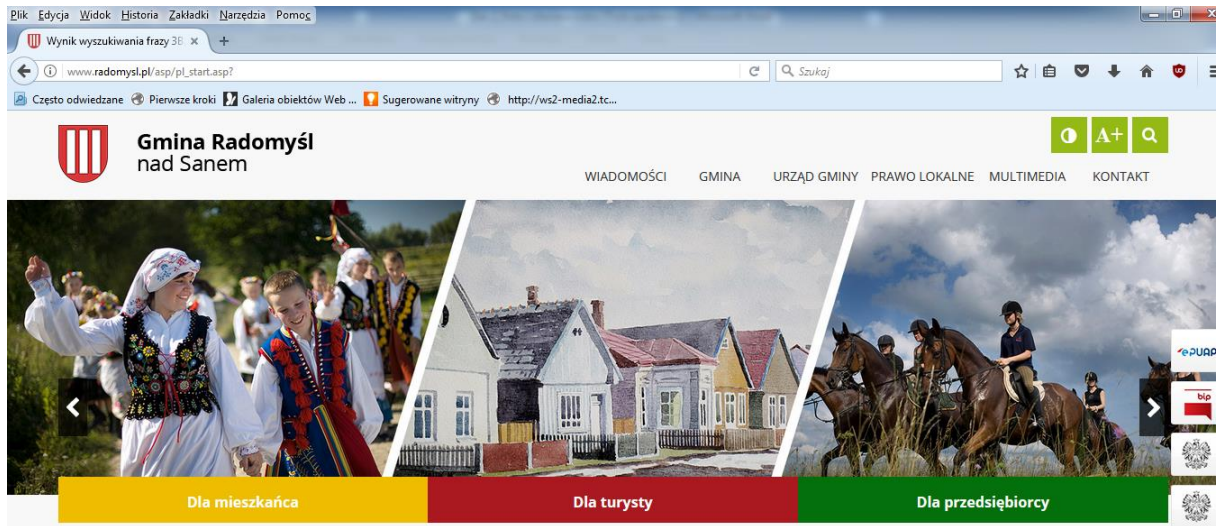 Plik Edycja Widok Historia Zakładki Narzędzia Pomoc
Wynik wyszukiwania frazy 3B
www.radomysl.pl/asp/pl_start.asp?
Szukaj
Często odwiedzane Pierwsze kroki Galeria obiektów Web ... Sugerowane witryny http://ws2-media2.tc...
Gmina Radomyśl
nad Sanem
A+
WIADOMOŚCI GMINA URZĄD GMINY PRAWO LOKALNE MULTIMEDIA KONTAKT
ePUAP
bip
Dla mieszkańca Dla turysty Dla przedsiębiorcy